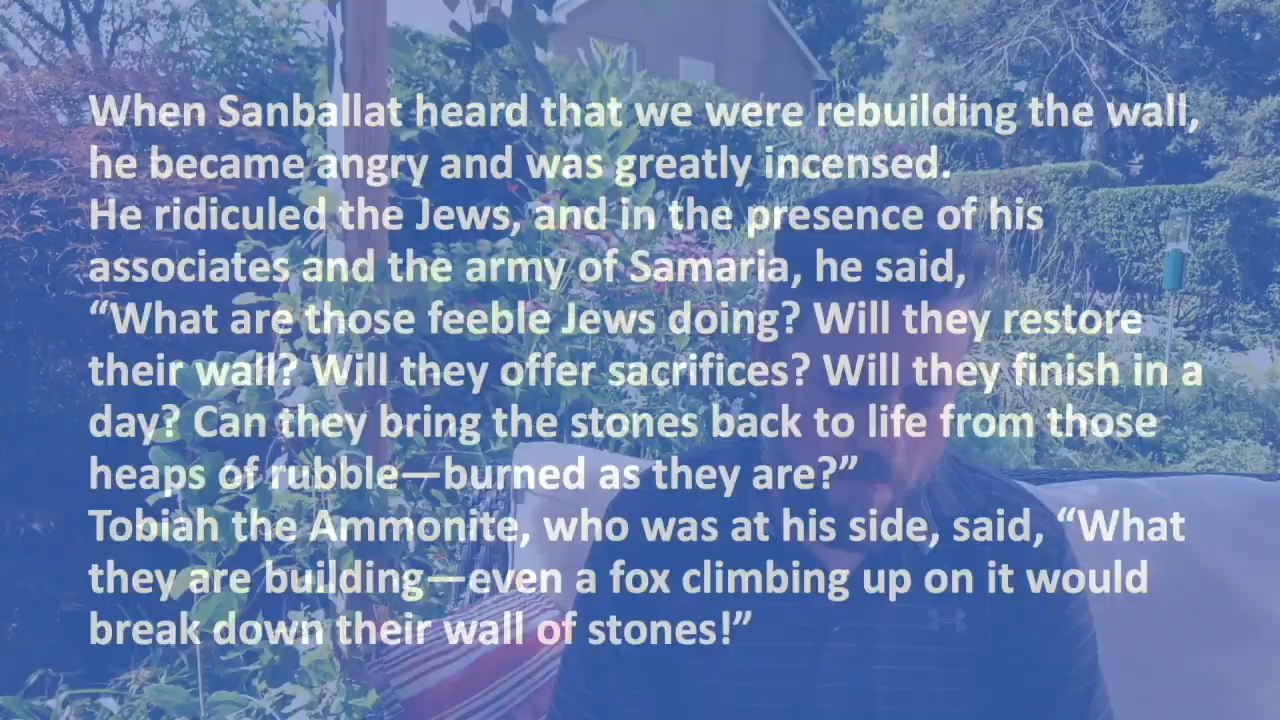 When Sanballat heard that we were rebuilding the wall,
he became angry and was greatly incensed.
He ridiculed the Jews, and in the presence of his
associates and the army of Samaria, he said,
“What are those feeble Jews doing? Will they restore
their wall? Will they offer sacrifices? Will they finish in a
day? Can they bring the stones back to life from those
heaps of rubble—burned as they are?”
Tobiah the Ammonite, who was at his side, said, “What
they are building—even a fox climbing up on it would
break down their wall of stones!”